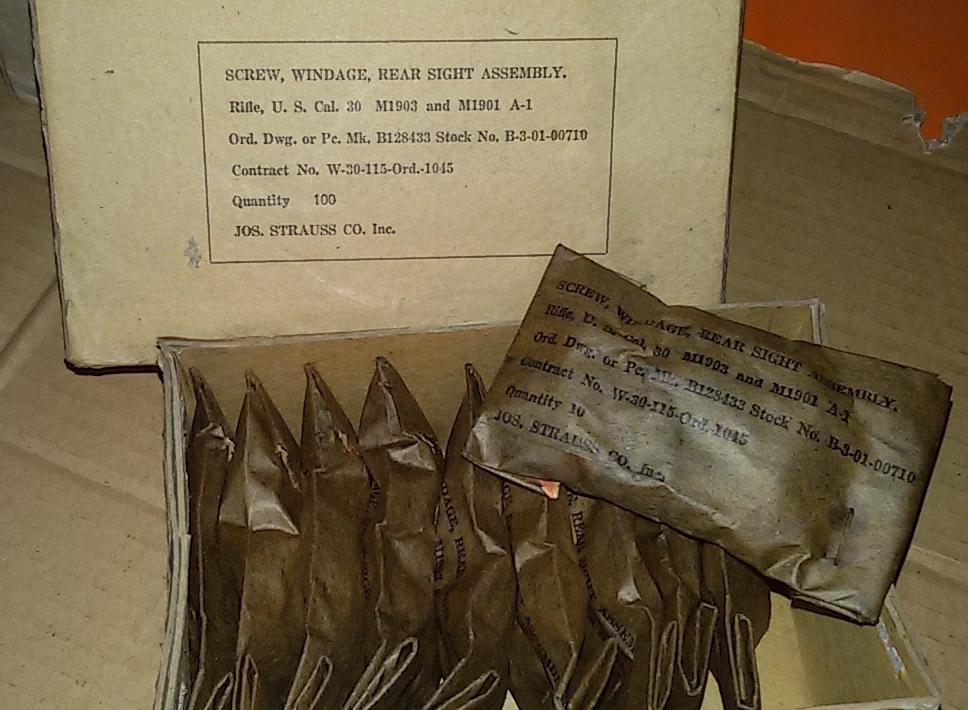 SCREW, WINDAGE, REAR SIGHT ASSEMBLY.
Rifle, U. S. Cal. 30 M1903 and M1901 A-1
Ord. Dwg. or Pc. Mk. B128433 Stock No. B-3-01-00710
Contract No. W-30-115-Ord.-1045
Quantity 100
JOS. STRAUSS CO. Inc.
SCREW, WINDAGE, REAR SIGHT ASSEMBLY.
Rifle, U. S. Cal. 30 M1903 and M1901 A-1
Ord. Dwg. or Pc. Mk. B128433 Stock No. B-3-01-00710
Contract No. W-30-115-Ord.-1045
Quantity 10
JOS. STRAUSS CO. Inc.